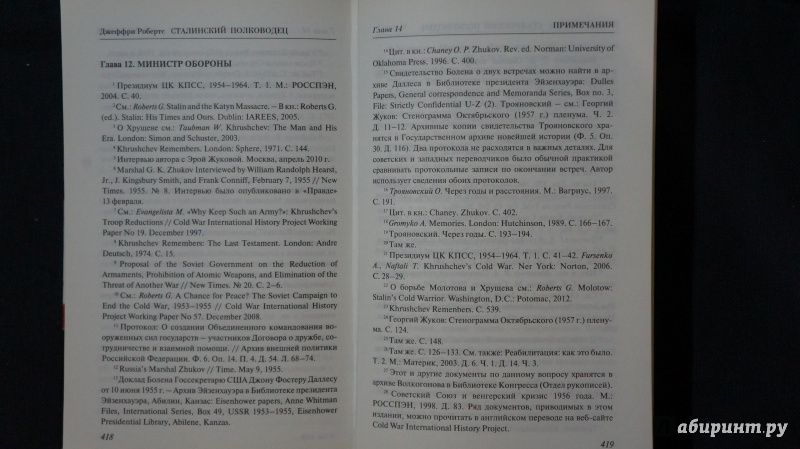 Джеффри Робертс СТАЛИНСКИЙ ПОЛКОВОДЕЦ
Глава 12. МИНИСТР ОБОРОНЫ
¹ Президиум ЦК КПСС, 1954–1964. Т. 1. М.: РОССПЭН,
2004. С. 40.
² См.: Roberts G. Stalin and the Katyn Massacre. – В кн.: Roberts G.
(ed.). Stalin: His Times and Ours. Dublin: IAREES, 2005.
³ О Хрущеве см.: Taubman W. Khrushchev: The Man and His
Era. London: Simon and Schuster, 2003.
⁴ Khrushchev Remembers. London: Sphere, 1971. С. 144.
⁵ Интервью автора с Эрой Жуковой. Москва, апрель 2010 г.
⁶ Marshal G. K. Zhukov Interviewed by William Randolph Hearst,
Jr., J. Kingsbury Smith, and Frank Conniff, February 7, 1955 // New
Times. 1955. № 8. Интервью было опубликовано в «Правде»
13 февраля.
⁷ См.: Evangelista M. «Why Keep Such an Army?»: Khrushchev's
Troop Reductions // Cold War International History Project Working
Paper No 19. December 1997.
⁸ Khrushchev Remembers: The Last Testament. London: Andre
Deutsch, 1974. С. 15.
⁹ Proposal of the Soviet Government on the Reduction of
Armaments, Prohibition of Atomic Weapons, and Elimination of the
Threat of Another War // New Times. № 20. С. 2–6.
¹⁰ См.: Roberts G. A Chance for Peace? The Soviet Campaign to
End the Cold War, 1953–1955 // Cold War International History
Project Working Paper No 57. December 2008.
¹¹ Протокол: О создании Объединенного командования во-
оруженных сил государств – участников Договора о дружбе, со-
трудничестве и взаимной помощи. // Архив внешней политики
Российской Федерации. Ф. 6. Оп. 14. П. 4. Д. 54. Л. 68–74.
¹² Russia's Marshal Zhukov // Time. May 9, 1955.
¹³ Доклад Болена Госсекретарю США Джону Фостеру Даллесу
от 10 июня 1955 г. – Архив Эйзенхауэра в Библиотеке президента
Эйзенхауэра, Абилин, Канзас: Eisenhower papers, Anne Whitman
Files, International Series, Box 49, USSR 1953–1955, Eisenhower
Presidential Library, Abilene, Kanzas.
418
Глава 14 ПРИМЕЧАНИЯ
¹⁴ Цит. в кн.: Chaney O. P. Zhukov. Rev. ed. Norman: University of
Oklahoma Press. 1996. С. 400.
¹⁵ Свидетельство Болена о двух встречах можно найти в ар-
хиве Даллеса в Библиотеке президента Эйзенхауэра: Dulles
Papers, General correspondence and Memoranda Series, Box no. 3,
File: Strictly Confidential U-Z (2). Трояновский – см.: Георгий
Жуков: Стенограмма Октябрьского (1957 г.) пленума. Ч. 2.
Д. 11–12. Архивные копии свидетельства Трояновского хра-
нятся в Государственном архиве новейшей истории (Ф. 5. Оп.
30. Д. 116). Два протокола не расходятся в важных деталях. Для
советских и западных переводчиков было обычной практикой
сравнивать протокольные записи по окончании встреч. Автор
использует сведения обоих протоколов.
¹⁶ Трояновский О. Через годы и расстояния. М.: Вагриус, 1997.
С. 191.
¹⁷ Цит. в кн.: Chaney. Zhukov. С. 402.
¹⁸ Gromyko A. Memories. London: Hutchinson, 1989. С. 166–167.
¹⁹ Трояновский. Через годы. С. 193–194.
²⁰ Там же.
²¹ Президиум ЦК КПСС, 1954–1964. Т. 1. С. 41–42. Fursenko
A., Naftali T. Khrushchev's Cold War. Ner York: Norton, 2006.
С. 28–29.
²² О борьбе Молотова и Хрущева см.: Roberts G. Molotow:
Stalin's Cold Warrior. Washington, D.C.: Potomac, 2012.
²³ Khrushchev Remembers. С. 539.
²⁴ Георгий Жуков: Стенограмма Октябрьского (1957 г.) плену-
ма. С. 124.
²⁵ Там же. С. 148.
²⁶ Там же. С. 126–133. См. также: Реабилитация: как это было.
Т. 2. М.: Материк, 2003. Д. 6. Ч. 1. Д. 14. Ч. 3.
²⁷ Этот и другие документы по данному вопросу хранятся в
архиве Волкогонова в Библиотеке Конгресса (Отдел рукописей).
²⁸ Советский Союз и венгерский кризис 1956 года. М.:
РОССПЭН, 1998. Д. 83. Ряд документов, приводимых в этом
издании, можно прочитать в английском переводе на веб-сайте
Cold War International History Project.
419
Лабиринт.ру